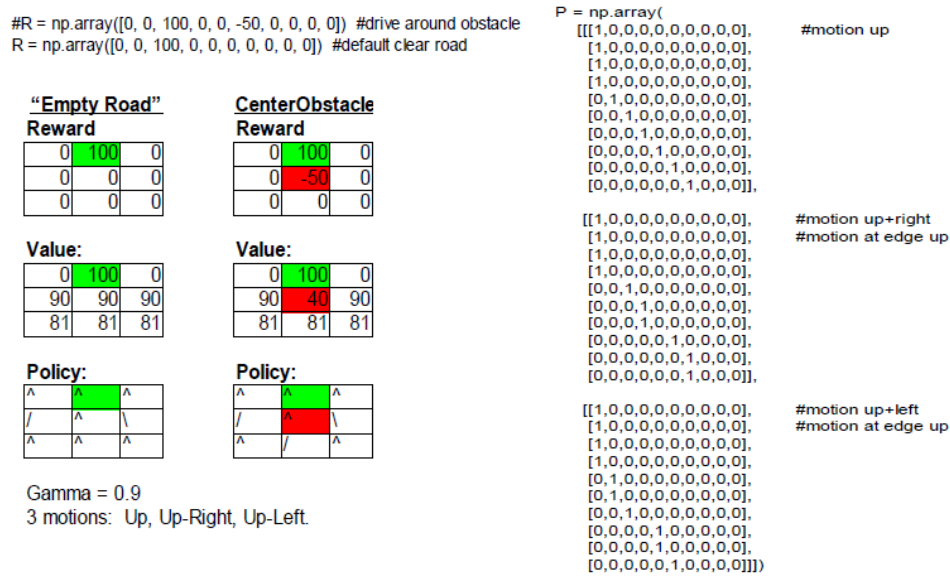 #R = np.array([0, 0, 100, 0, 0, -50, 0, 0, 0, 0]) #drive around obstacle
R = np.array([0, 0, 100, 0, 0, 0, 0, 0, 0, 0]) #default clear road
“Empty Road”
Reward
0 100 0
0 0 0
0 0 0
Value:
0 100 0
90 90 90
81 81 81
Policy:
^ ^ ^
/ ^ \
^ ^ ^
CenterObstacle
Reward
0 100 0
0 -50 0
0 0 0
Value:
0 100 0
90 40 90
81 81 81
Policy:
^ ^ ^
/ ^ \
^ / ^
Gamma = 0.9
3 motions: Up, Up-Right, Up-Left.
P = np.array(
[[[1,0,0,0,0,0,0,0,0,0], #motion up
[1,0,0,0,0,0,0,0,0,0],
[1,0,0,0,0,0,0,0,0,0],
[1,0,0,0,0,0,0,0,0,0],
[0,1,0,0,0,0,0,0,0,0],
[0,0,1,0,0,0,0,0,0,0],
[0,0,0,1,0,0,0,0,0,0],
[0,0,0,0,1,0,0,0,0,0],
[0,0,0,0,0,1,0,0,0,0],
[0,0,0,0,0,0,1,0,0,0]],
[[1,0,0,0,0,0,0,0,0,0], #motion up+right
[1,0,0,0,0,0,0,0,0,0], #motion at edge up
[1,0,0,0,0,0,0,0,0,0],
[1,0,0,0,0,0,0,0,0,0],
[0,0,1,0,0,0,0,0,0,0],
[0,0,0,1,0,0,0,0,0,0],
[0,0,0,1,0,0,0,0,0,0],
[0,0,0,0,0,1,0,0,0,0],
[0,0,0,0,0,0,1,0,0,0],
[0,0,0,0,0,0,1,0,0,0]],
[[1,0,0,0,0,0,0,0,0,0], #motion up+left
[1,0,0,0,0,0,0,0,0,0], #motion at edge up
[1,0,0,0,0,0,0,0,0,0],
[1,0,0,0,0,0,0,0,0,0],
[0,1,0,0,0,0,0,0,0,0],
[0,1,0,0,0,0,0,0,0,0],
[0,0,1,0,0,0,0,0,0,0],
[0,0,0,0,1,0,0,0,0,0],
[0,0,0,0,1,0,0,0,0,0],
[0,0,0,0,0,1,0,0,0,0]]])